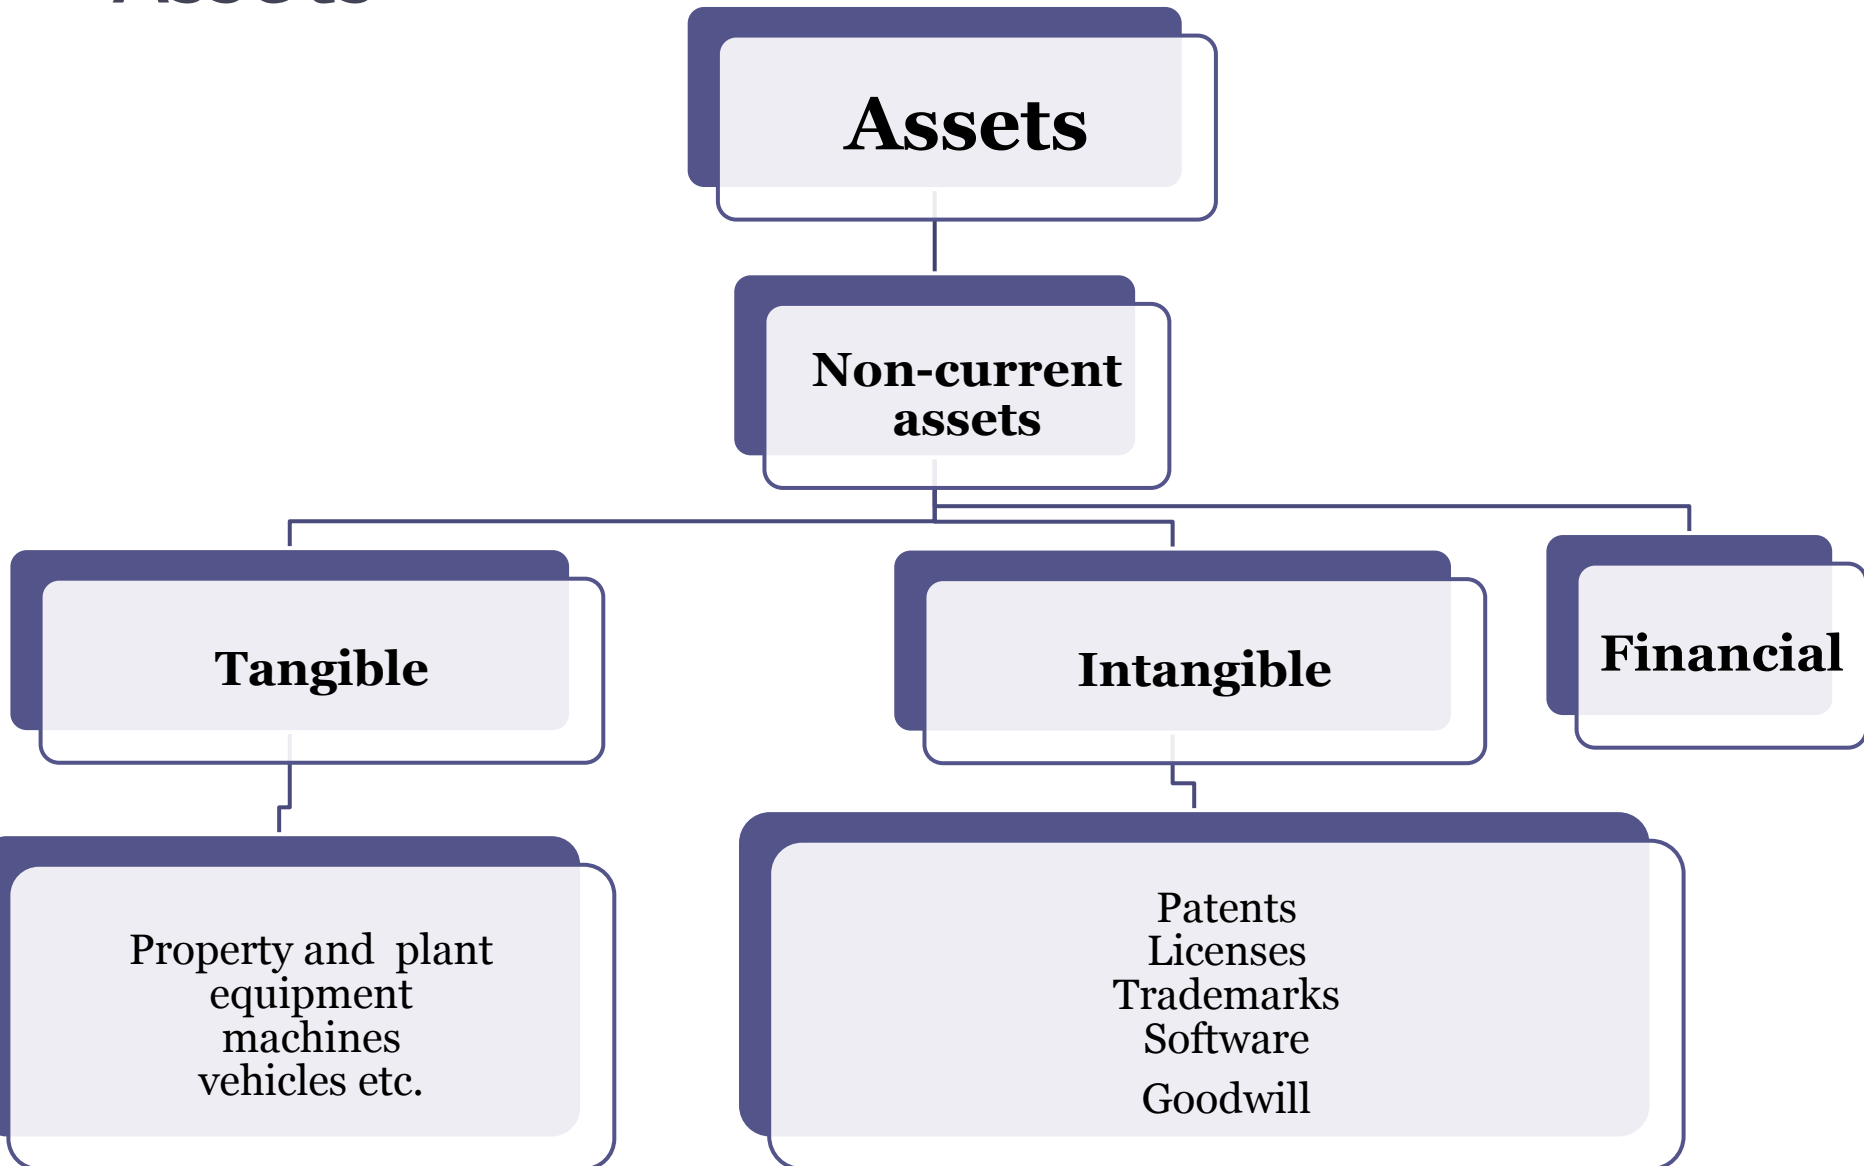 Assets
Assets
Non-current
assets
Tangible
Intangible
Financial
Property and plant
equipment
machines
vehicles etc.
Patents
Licenses
Trademarks
Software
Goodwill